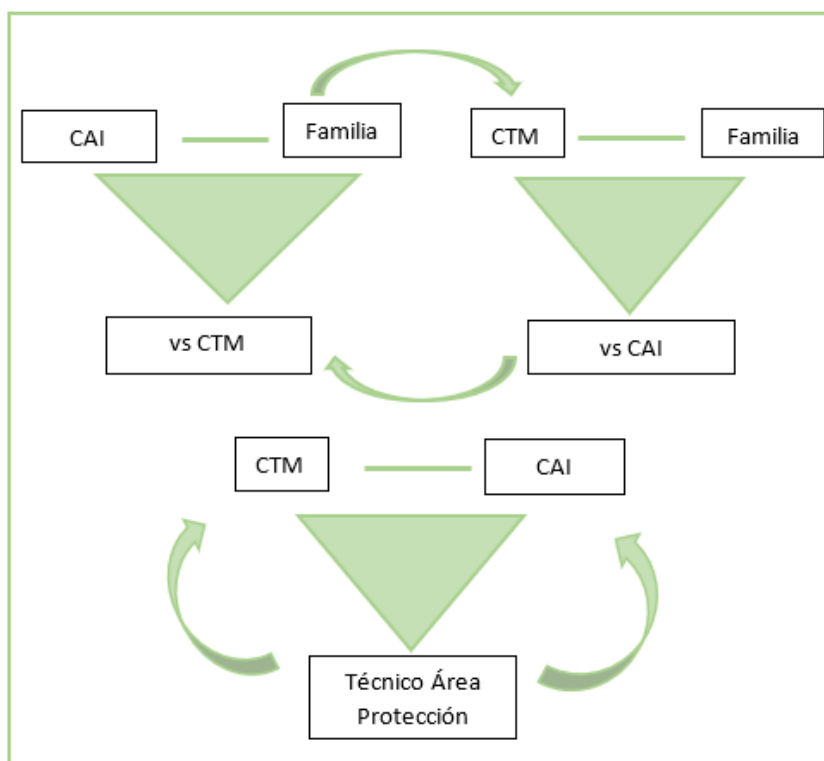 CAI
Familia
CTM
Familia
vs CTM
vs CAI
CTM
CAI
Técnico Área
Protección